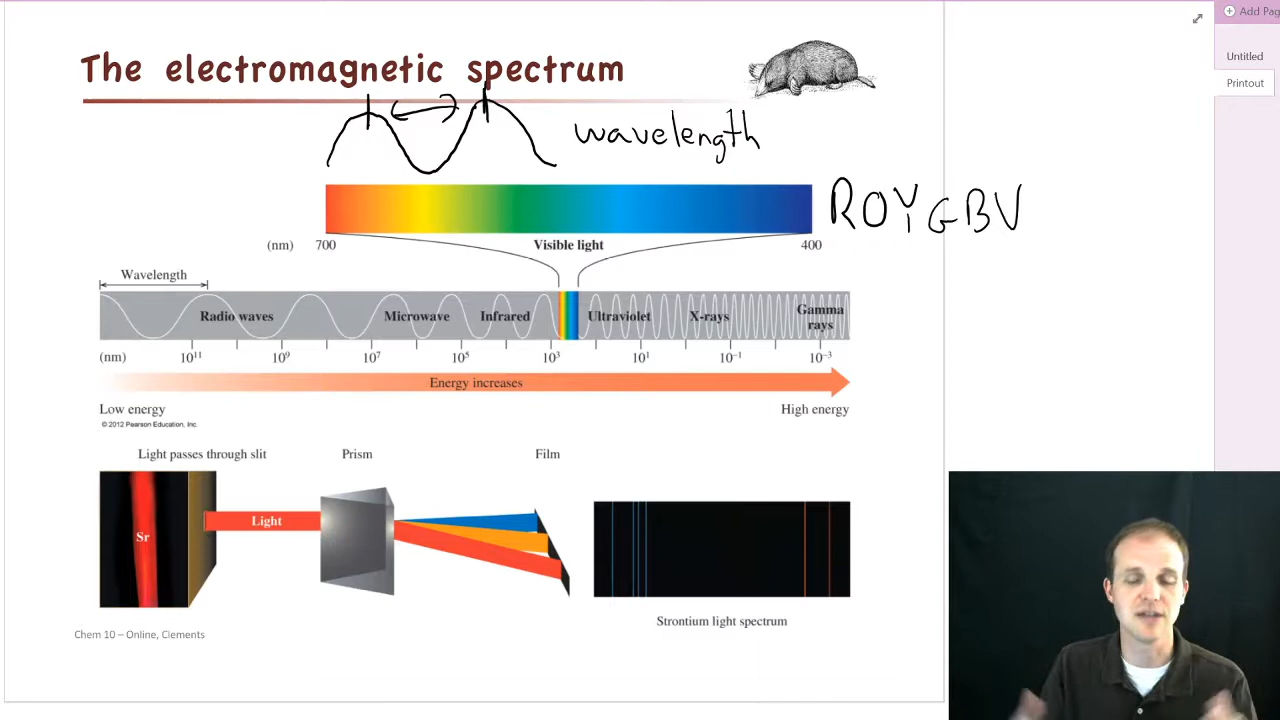 Add Pag
Untitled
Printout
The electromagnetic spectrum
wavelength
ROYGBV
(nm) 700 Visible light 400
Wavelength
Radio waves Microwave Infrared Ultraviolet X-rays Gamma rays
(nm) 10¹¹ 10⁹ 10⁷ 10⁵ 10³ 10¹ 10⁻¹ 10⁻³
Energy increases
Low energy High energy
© 2012 Pearson Education, Inc.
Light passes through slit Prism Film
Sr Light
Strontium light spectrum
Chem 10 – Online, Clements